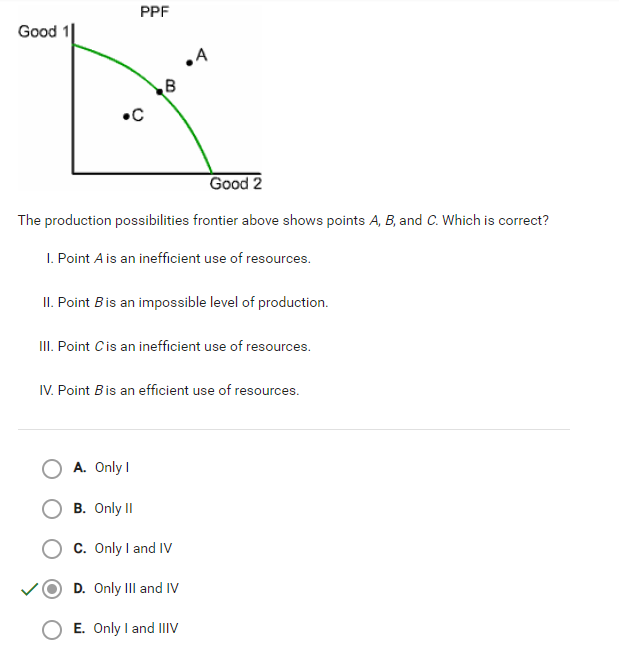 PPF
Good 1
A
B
C
Good 2
The production possibilities frontier above shows points A, B, and C. Which is correct?
I. Point A is an inefficient use of resources.
II. Point B is an impossible level of production.
III. Point C is an inefficient use of resources.
IV. Point B is an efficient use of resources.
A. Only I
B. Only II
C. Only I and IV
D. Only III and IV
E. Only I and IIIV